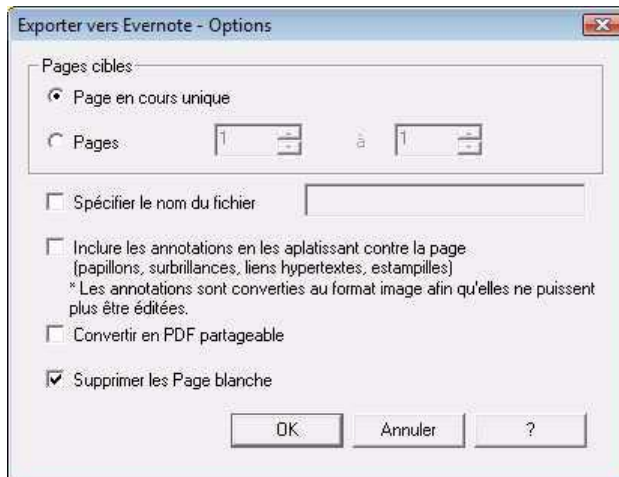 Exporter vers Evernote - Options
Pages cibles
Page en cours unique
Pages 1 à 1
Spécifier le nom du fichier
Inclure les annotations en les aplatissant contre la page
(papillons, surbrillances, liens hypertextes, estampilles)
* Les annotations sont converties au format image afin qu'elles ne puissent
plus être éditées.
Convertir en PDF partageable
Supprimer les Page blanche
OK Annuler ?